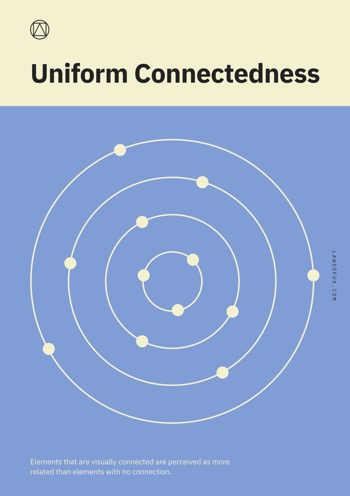 Uniform Connectedness
LAWSOFUX.COM
Elements that are visually connected are perceived as more
related than elements with no connection.